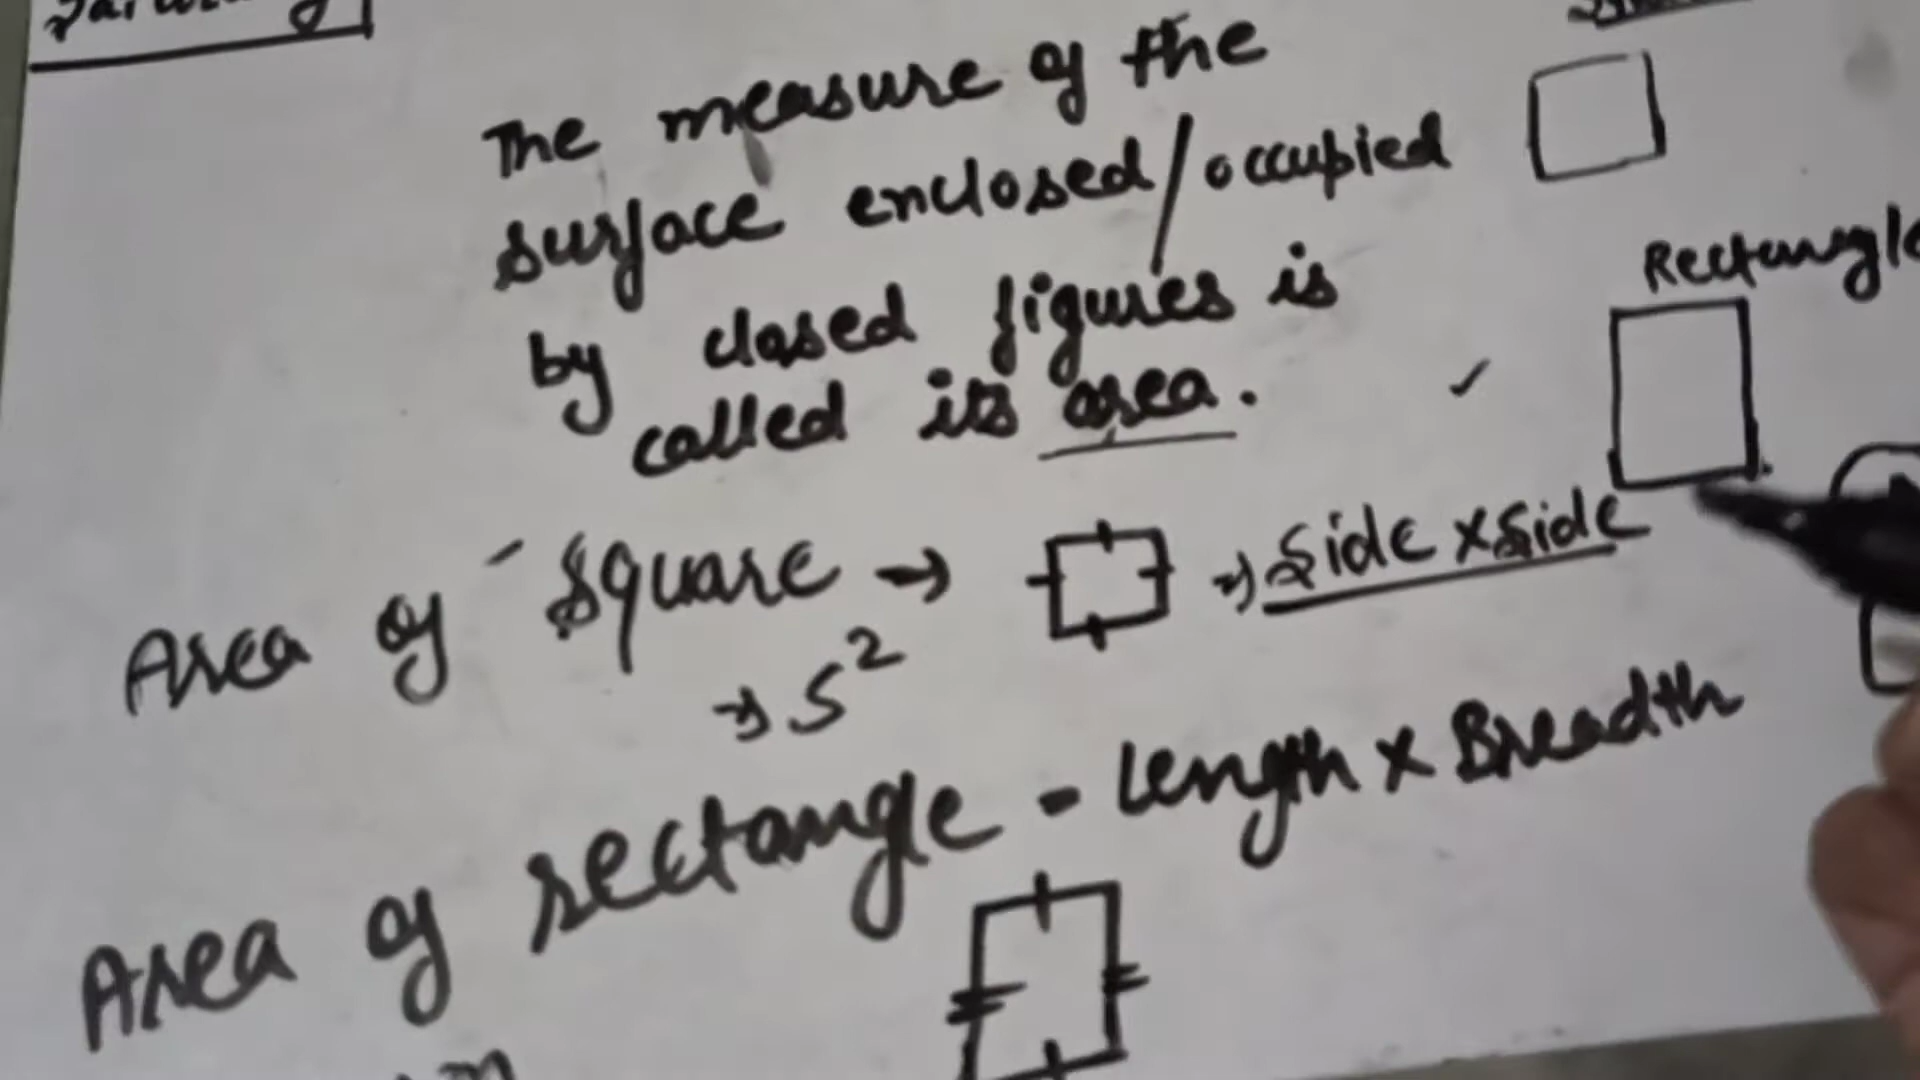 The measure of the
surface enclosed/occupied
by closed figures is
called its area.
Rectangle
Area of square → ⇒ Side × Side
⇒ S²
Area of rectangle - Length × Breadth